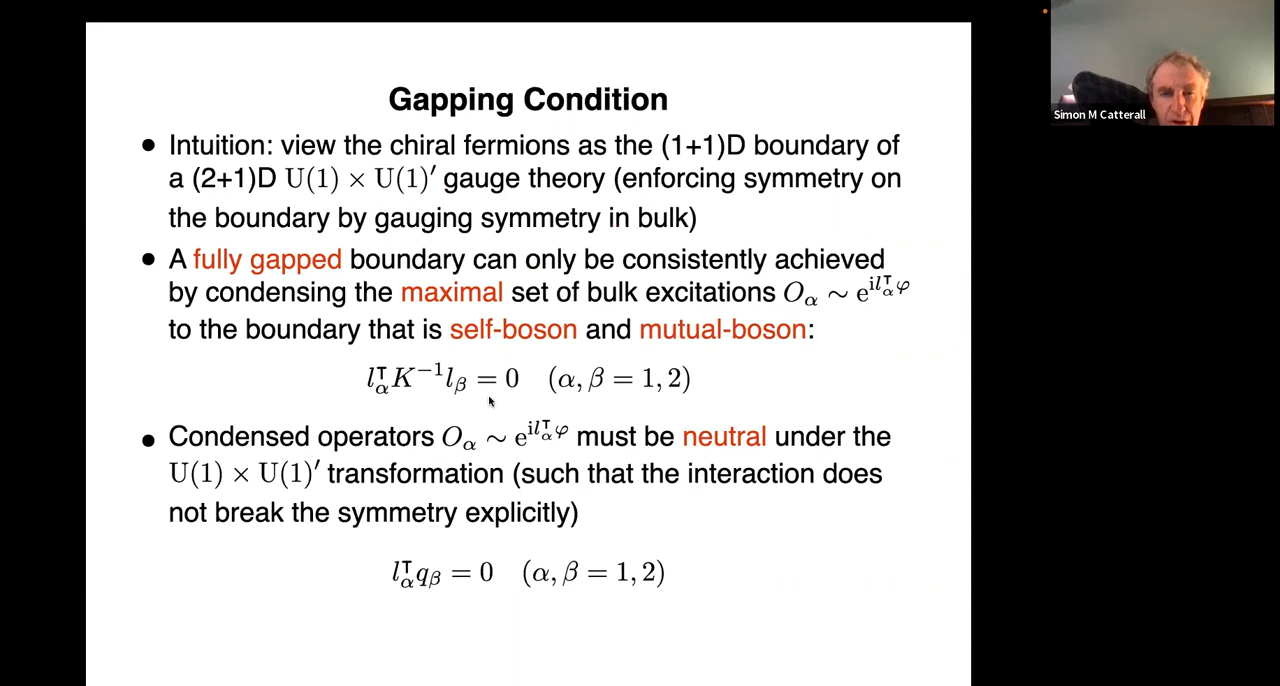 Gapping Condition
• Intuition: view the chiral fermions as the (1+1)D boundary of
a (2+1)D U(1) × U(1)′ gauge theory (enforcing symmetry on
the boundary by gauging symmetry in bulk)
• A fully gapped boundary can only be consistently achieved
by condensing the maximal set of bulk excitations O_α ∼ e^{i l_α^⊤ φ}
to the boundary that is self-boson and mutual-boson:
l_α^⊤ K^{−1} l_β = 0 (α, β = 1, 2)
• Condensed operators O_α ∼ e^{i l_α^⊤ φ} must be neutral under the
U(1) × U(1)′ transformation (such that the interaction does
not break the symmetry explicitly)
l_α^⊤ q_β = 0 (α, β = 1, 2)
Simon M Catterall